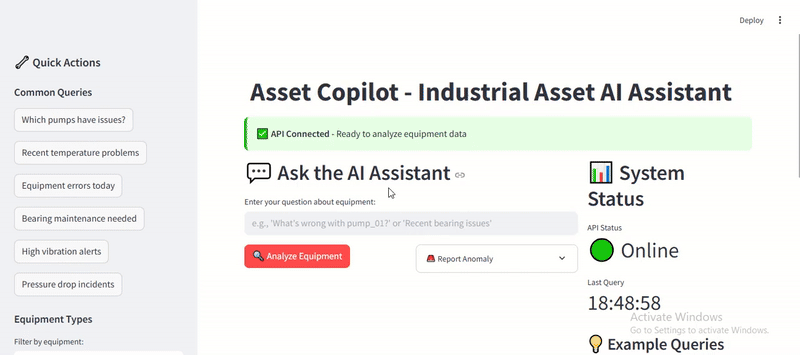 Deploy
Quick Actions
Common Queries
Which pumps have issues?
Recent temperature problems
Equipment errors today
Bearing maintenance needed
High vibration alerts
Pressure drop incidents
Equipment Types
Filter by equipment:
Asset Copilot - Industrial Asset AI Assistant
API Connected - Ready to analyze equipment data
Ask the AI Assistant
Enter your question about equipment:
e.g., 'What's wrong with pump_01?' or 'Recent bearing issues'
Analyze Equipment
Report Anomaly
System
Status
API Status
Online
Last Query
18:48:58
Activate Windows
Go to Settings to activate Windows.
Example Queries